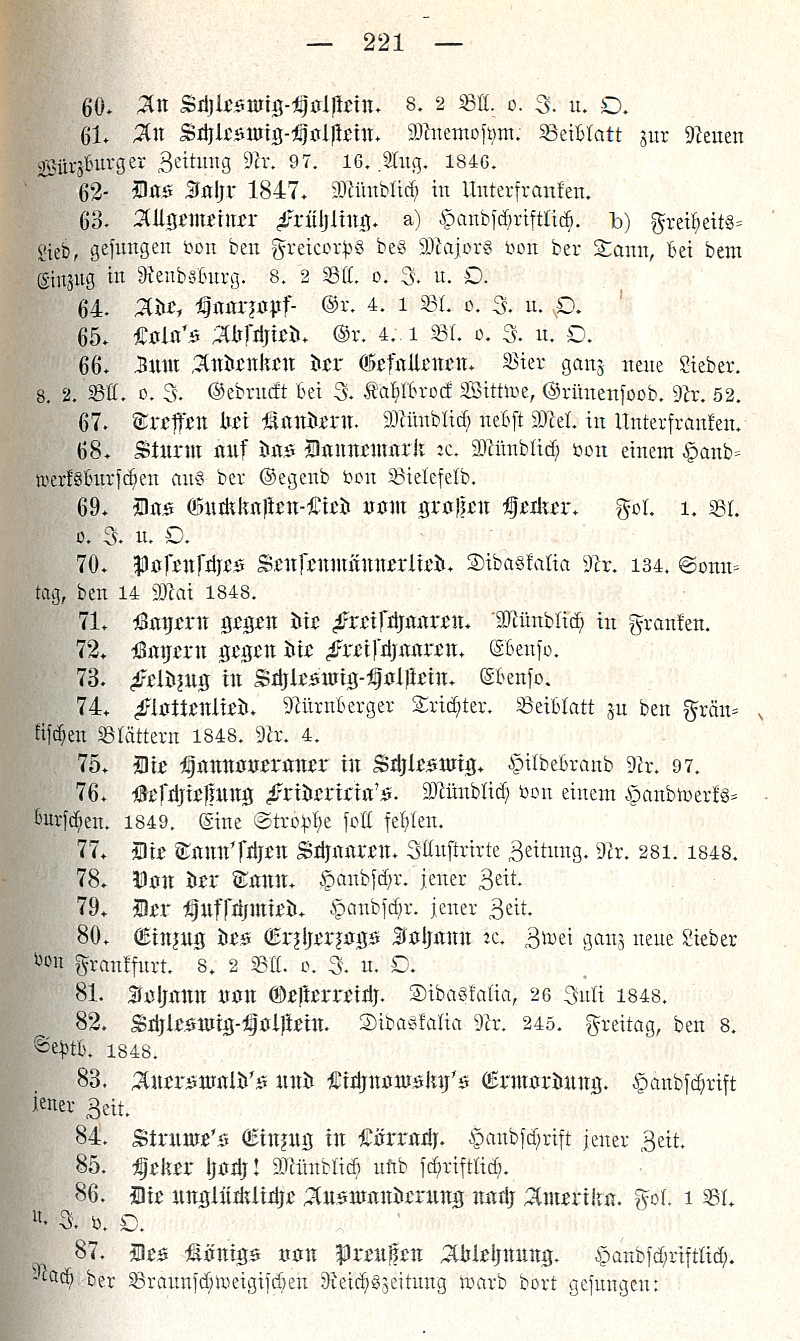 — 221 —
60. An Schleswig-Holstein. 8. 2 Bll. o. J. u. O.
61. An Schleswig-Holstein. Mnemosym. Beiblatt zur Neuen
Würzburger Zeitung Nr. 97. 16. Aug. 1846.
62- Das Jahr 1847. Mündlich in Unterfranken.
63. Allgemeiner Frühling. a) Handschriftlich. b) Freiheits=
Lied, gesungen von den Freicorps des Majors von der Tann, bei dem
Einzug in Rendsburg. 8. 2 Bll. o. J. u. O.
64. Ade, Haarzopf- Gr. 4. 1 Bl. o. J. u. O.
65. Lola's Abschied. Gr. 4. 1 Bl. o. J. u. O.
66. Zum Andenken der Gefallenen. Vier ganz neue Lieder.
8. 2. Bll. o. J. Gedruckt bei J. Kahlbrock Wittwe, Grünensood. Nr. 52.
67. Treffen bei Kandern. Mündlich nebst Mel. in Unterfranken.
68. Sturm auf das Dannemark ꝛc. Mündlich von einem Hand=
werksburschen aus der Gegend von Bielefeld.
69. Das Guckkasten-Lied vom großen Hecker. Fol. 1. Bl.
o. J. u. O.
70. Posensches Sensenmännerlied. Didaskalia Nr. 134. Sonn=
tag, den 14 Mai 1848.
71. Bayern gegen die Freischaaren. Mündlich in Franken.
72. Bayern gegen die Freischaaren. Ebenso.
73. Feldzug in Schleswig-Holstein. Ebenso.
74. Flottenlied. Nürnberger Trichter. Beiblatt zu den Frän=
kischen Blättern 1848. Nr. 4.
75. Die Hannoveraner in Schleswig. Hildebrand Nr. 97.
76. Beschießung Fridericia's. Mündlich von einem Handwerks=
burschen. 1849. Eine Strophe soll fehlen.
77. Die Tann'schen Schaaren. Illustrirte Zeitung. Nr. 281. 1848.
78. Von der Tann. Handschr. jener Zeit.
79. Der Hufschmied. Handschr. jener Zeit.
80. Einzug des Erzherzogs Johann ꝛc. Zwei ganz neue Lieder
von Frankfurt. 8. 2 Bll. o. J. u. O.
81. Johann von Oesterreich. Didaskalia, 26 Juli 1848.
82. Schleswig-Holstein. Didaskalia Nr. 245. Freitag, den 8.
Septb. 1848.
83. Auerswald's und Lichnowsky's Ermordung. Handschrift
jener Zeit.
84. Struwe's Einzug in Lörrach. Handschrift jener Zeit.
85. Heker hoch! Mündlich und schriftlich.
86. Die unglückliche Auswanderung nach Amerika. Fol. 1 Bl.
u. J. v. O.
87. Des Königs von Preußen Ablehnung. Handschriftlich.
Nach der Braunschweigischen Reichszeitung ward dort gesungen: